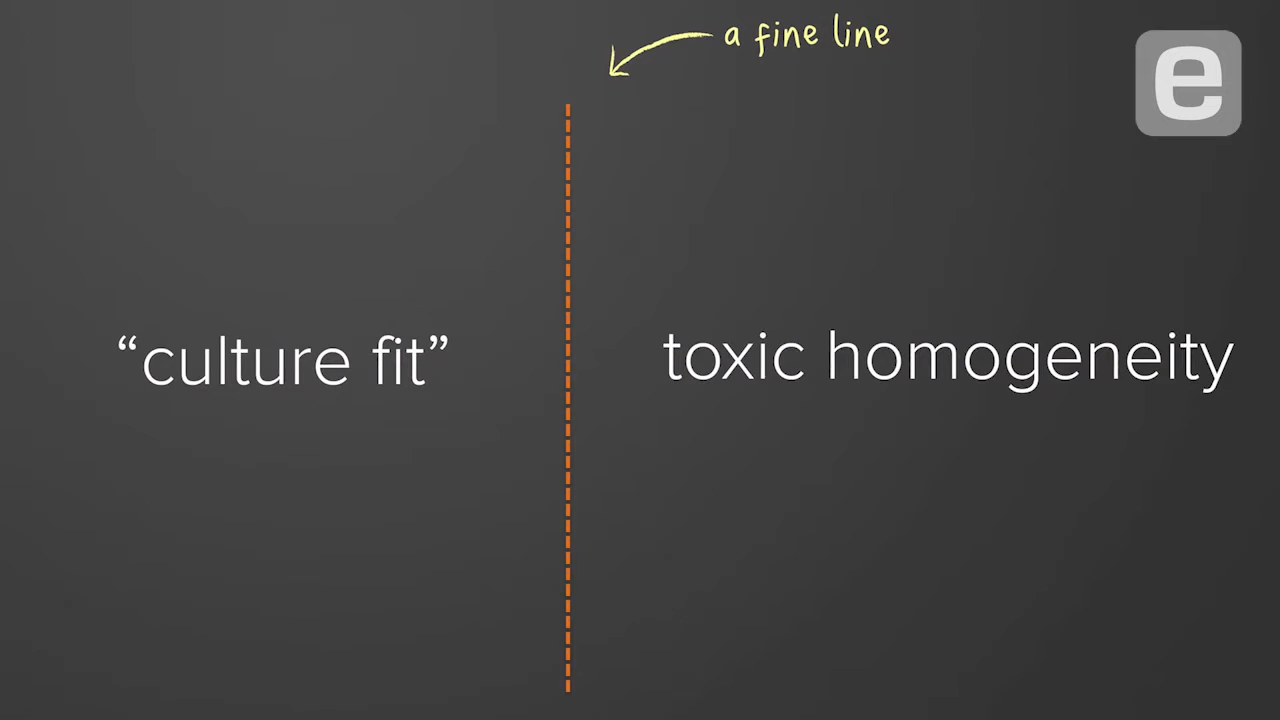 a fine line
e
“culture fit”
toxic homogeneity